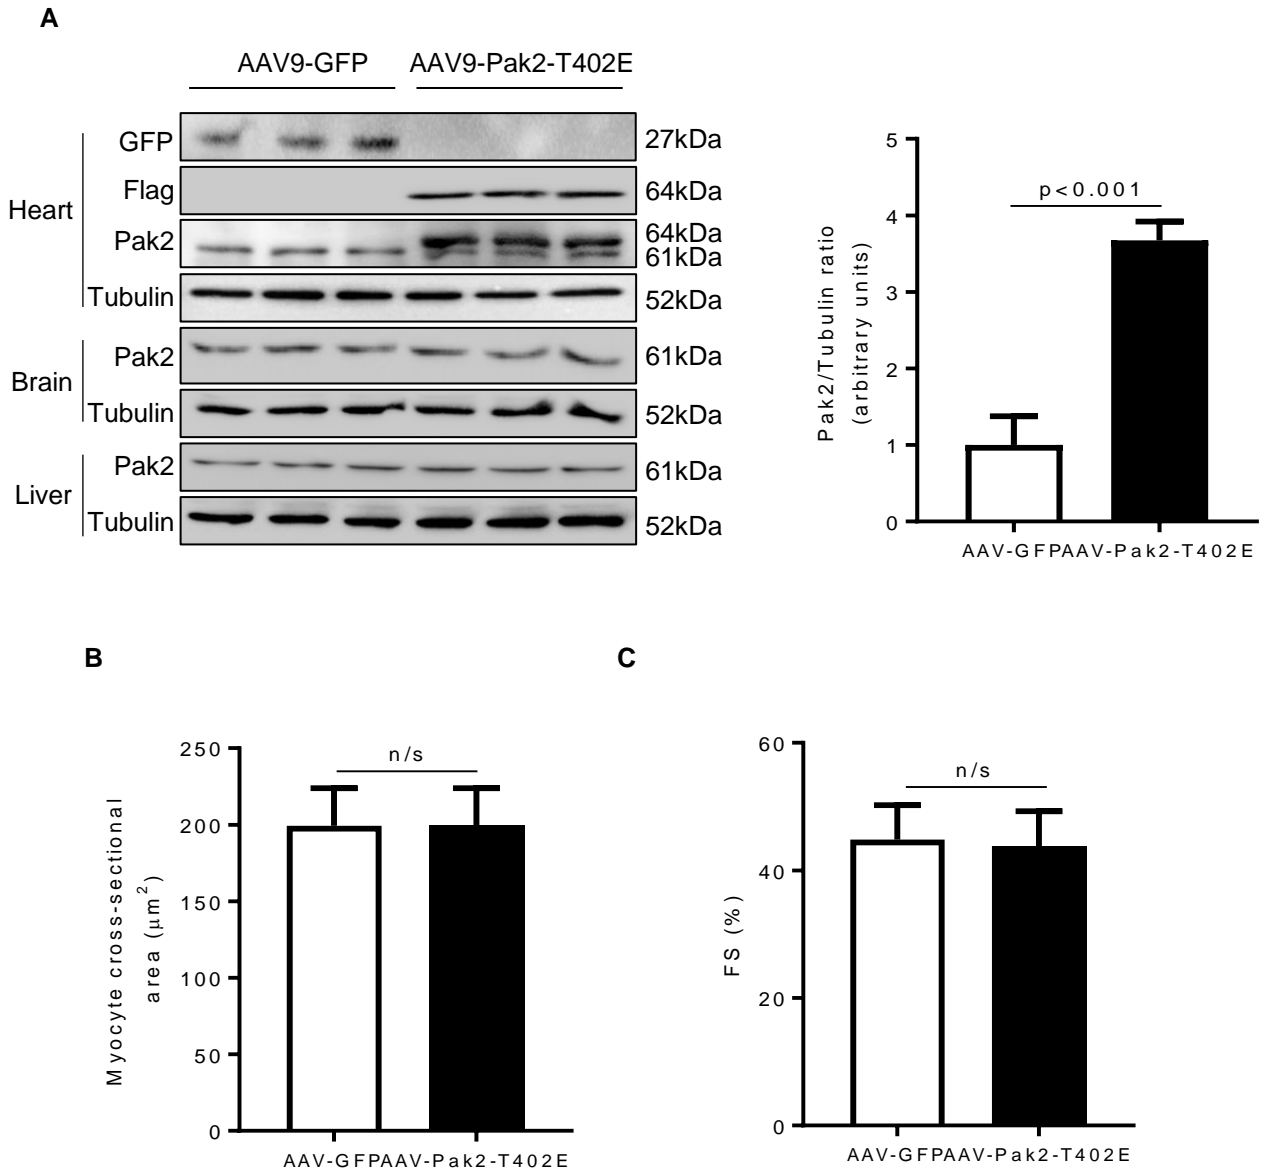 A
AAV9-GFP AAV9-Pak2-T402E
Heart
GFP 27kDa
Flag 64kDa
Pak2 64kDa
61kDa
Tubulin 52kDa
Brain
Pak2 61kDa
Tubulin 52kDa
Liver
Pak2 61kDa
Tubulin 52kDa
Pak2/Tubulin ratio
(arbitrary units)
5
4
3
2
1
0
p<0.001
AAV-GFP AAV-Pak2-T402E
B
Myocyte cross-sectional
area (μm²)
250
200
150
100
50
0
n/s
AAV-GFP AAV-Pak2-T402E
C
FS (%)
60
40
20
0
n/s
AAV-GFP AAV-Pak2-T402E